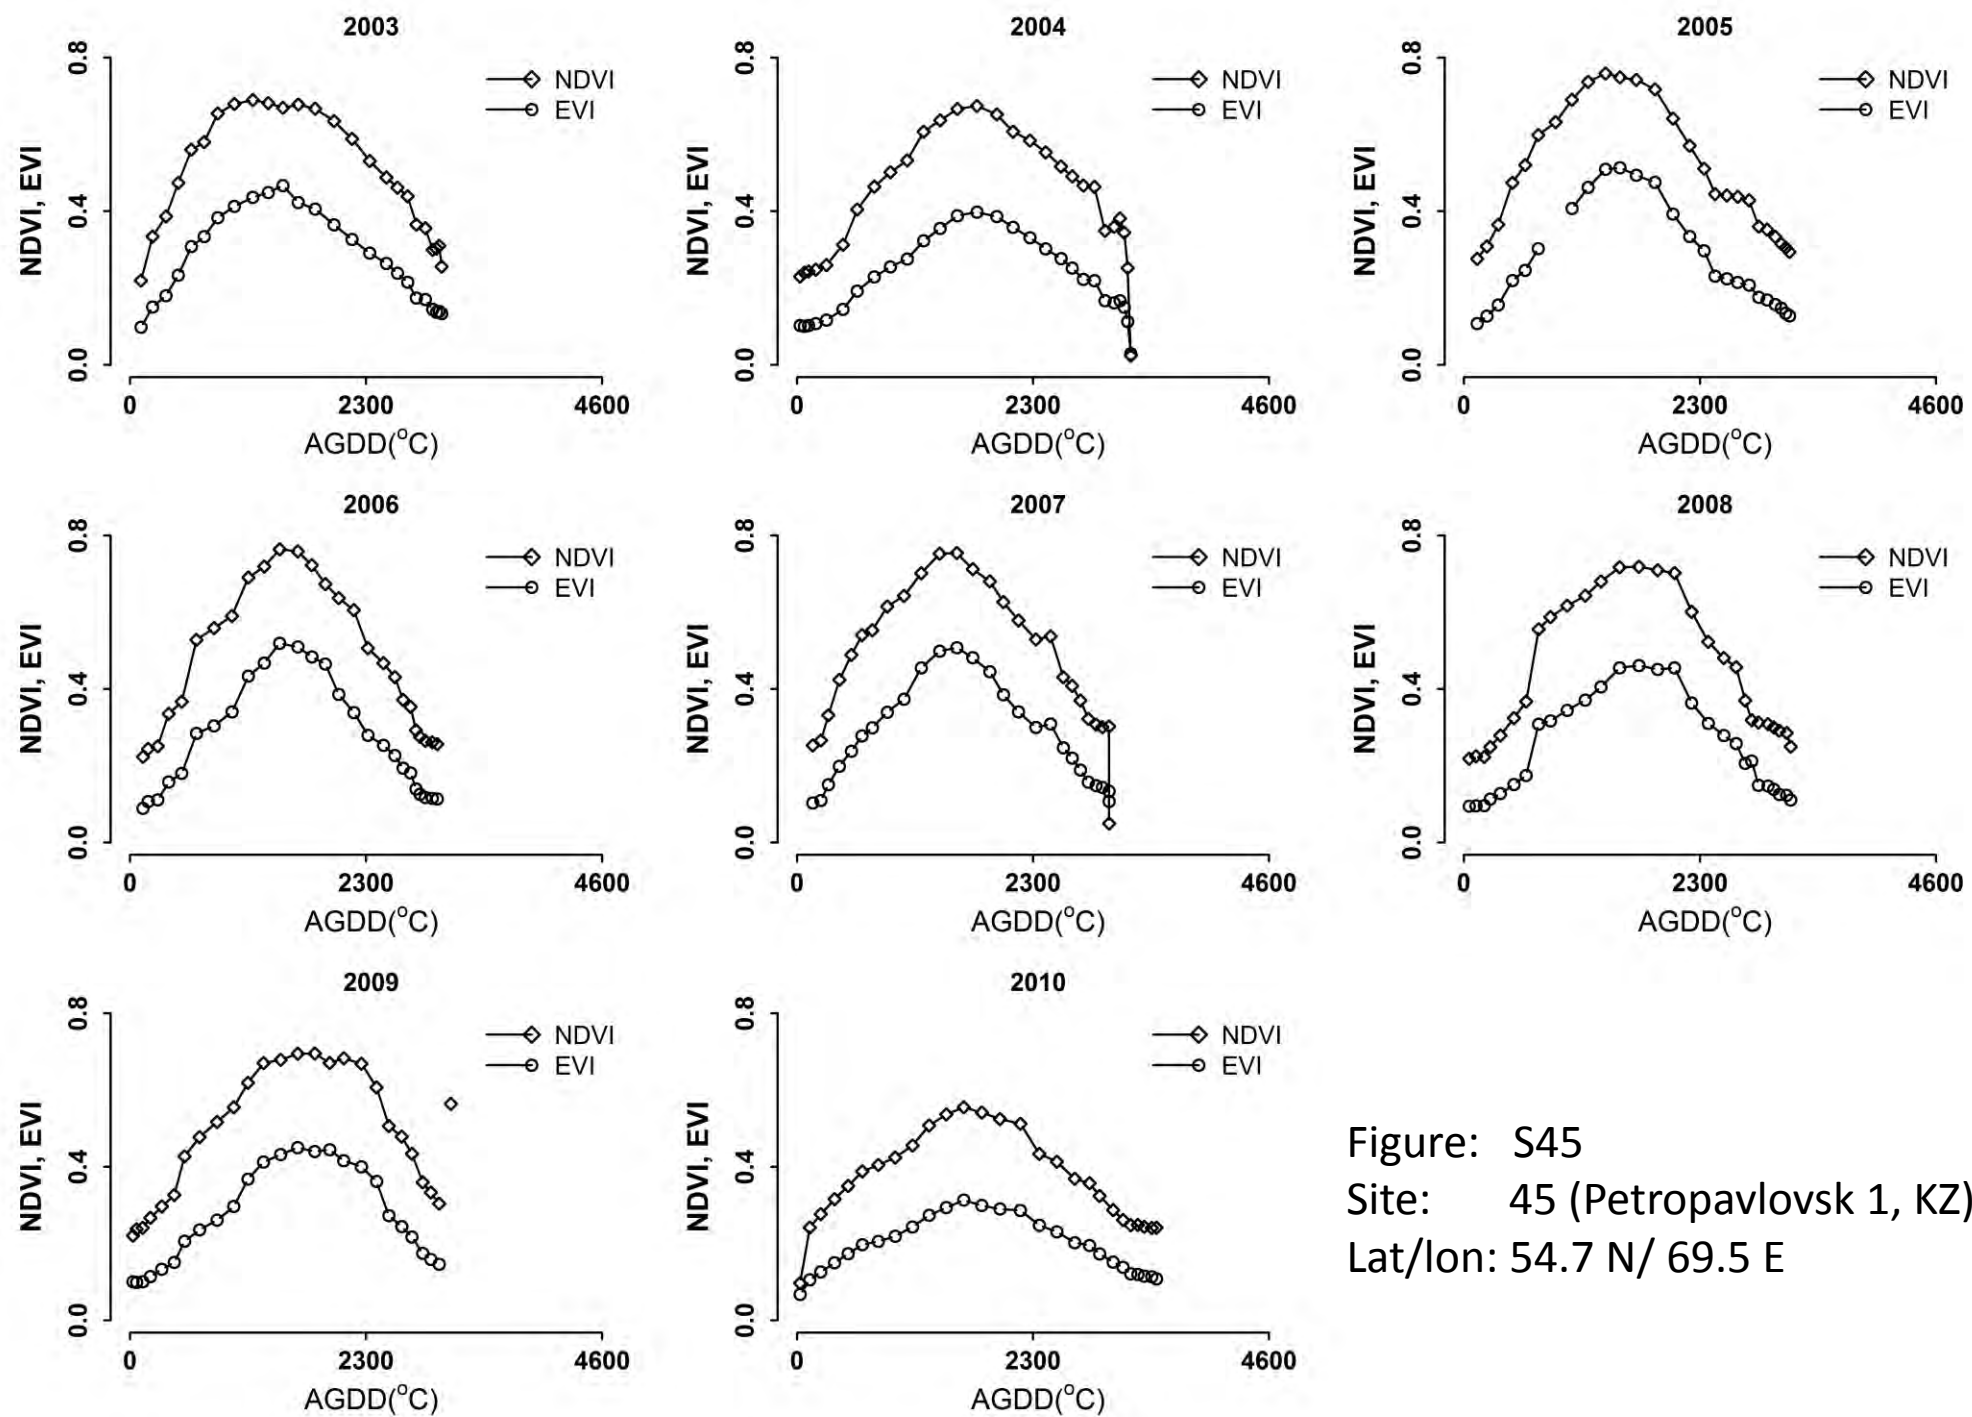 2003
NDVI
EVI
NDVI, EVI
0.8
0.4
0.0
0 2300 4600
AGDD(°C)
2004
NDVI
EVI
NDVI, EVI
0.8
0.4
0.0
0 2300 4600
AGDD(°C)
2005
NDVI
EVI
NDVI, EVI
0.8
0.4
0.0
0 2300 4600
AGDD(°C)
2006
NDVI
EVI
NDVI, EVI
0.8
0.4
0.0
0 2300 4600
AGDD(°C)
2007
NDVI
EVI
NDVI, EVI
0.8
0.4
0.0
0 2300 4600
AGDD(°C)
2008
NDVI
EVI
NDVI, EVI
0.8
0.4
0.0
0 2300 4600
AGDD(°C)
2009
NDVI
EVI
NDVI, EVI
0.8
0.4
0.0
0 2300 4600
AGDD(°C)
2010
NDVI
EVI
NDVI, EVI
0.8
0.4
0.0
0 2300 4600
AGDD(°C)
Figure: S45
Site: 45 (Petropavlovsk 1, KZ)
Lat/lon: 54.7 N/ 69.5 E